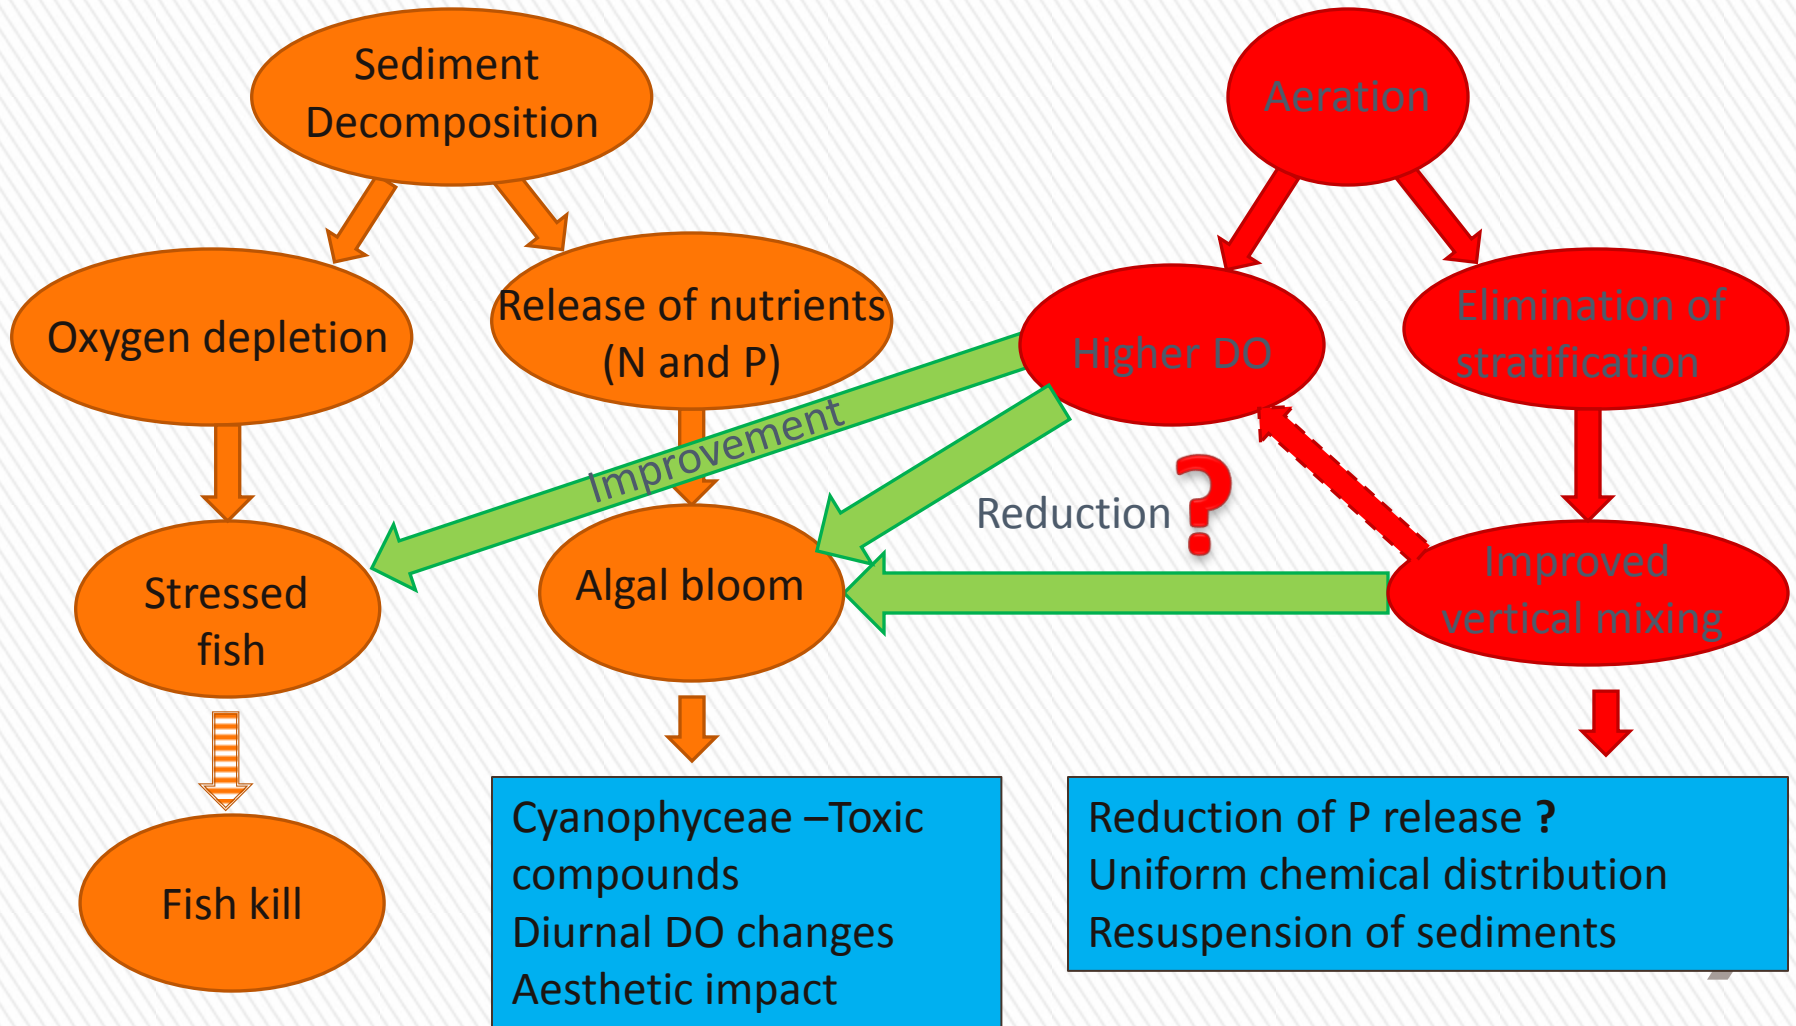 Sediment
Decomposition
Aeration
Oxygen depletion
Release of nutrients
(N and P)
Higher DO
Elimination of
stratification
Improvement
Reduction ?
Stressed
fish
Algal bloom
Improved
vertical mixing
Fish kill
Cyanophyceae –Toxic
compounds
Diurnal DO changes
Aesthetic impact
Reduction of P release ?
Uniform chemical distribution
Resuspension of sediments